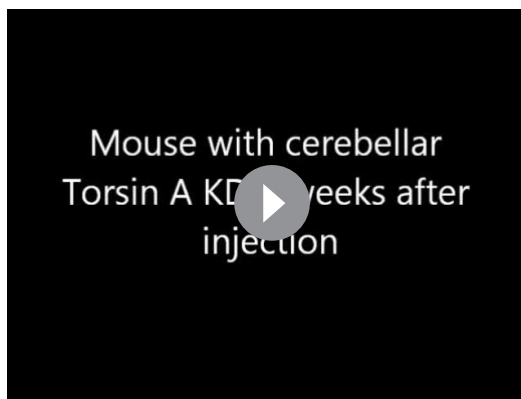 Mouse with cerebellar
Torsin A KD weeks after
injection